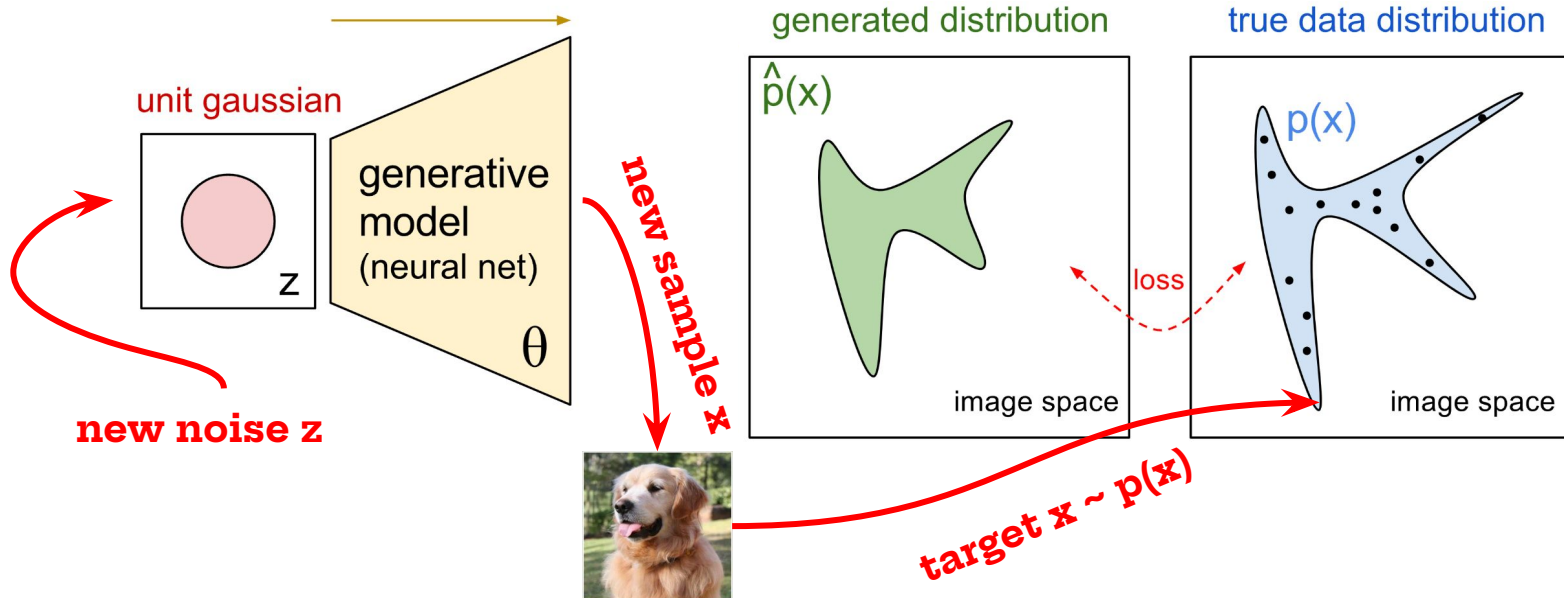 unit gaussian
z
generative
model
(neural net)
θ
new noise z
new sample x
generated distribution
p̂(x)
image space
loss
true data distribution
p(x)
image space
target x ~ p(x)